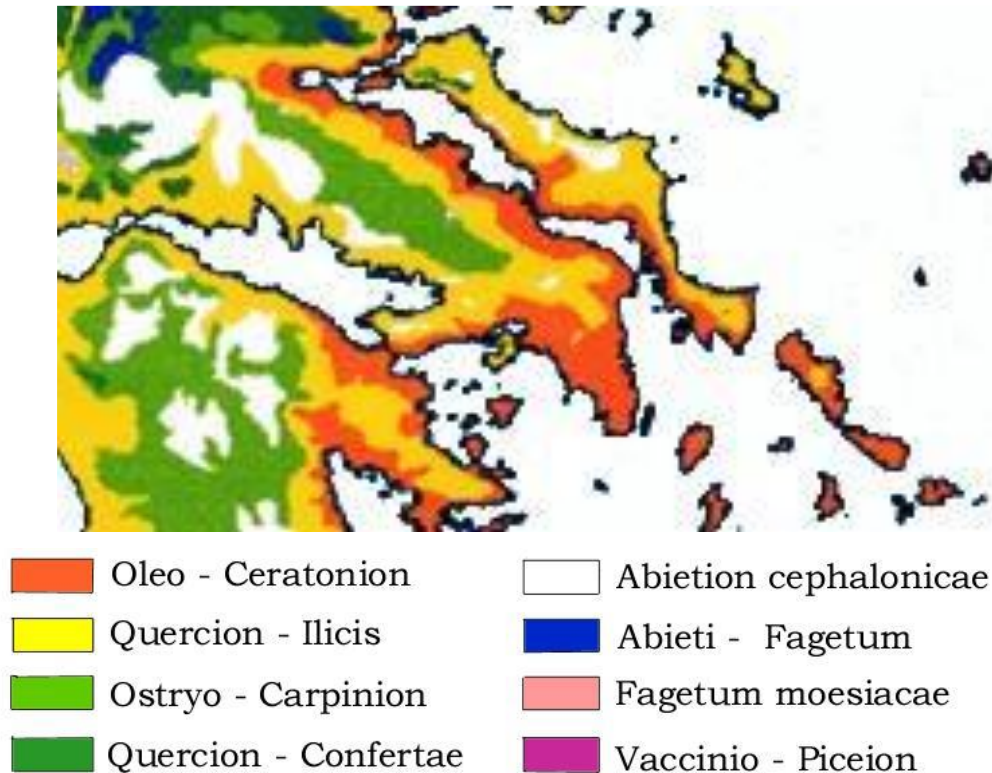 Oleo - Ceratonion
Quercion - Ilicis
Ostryo - Carpinion
Quercion - Confertae
Abietion cephalonicae
Abieti - Fagetum
Fagetum moesiacae
Vaccinio - Piceion